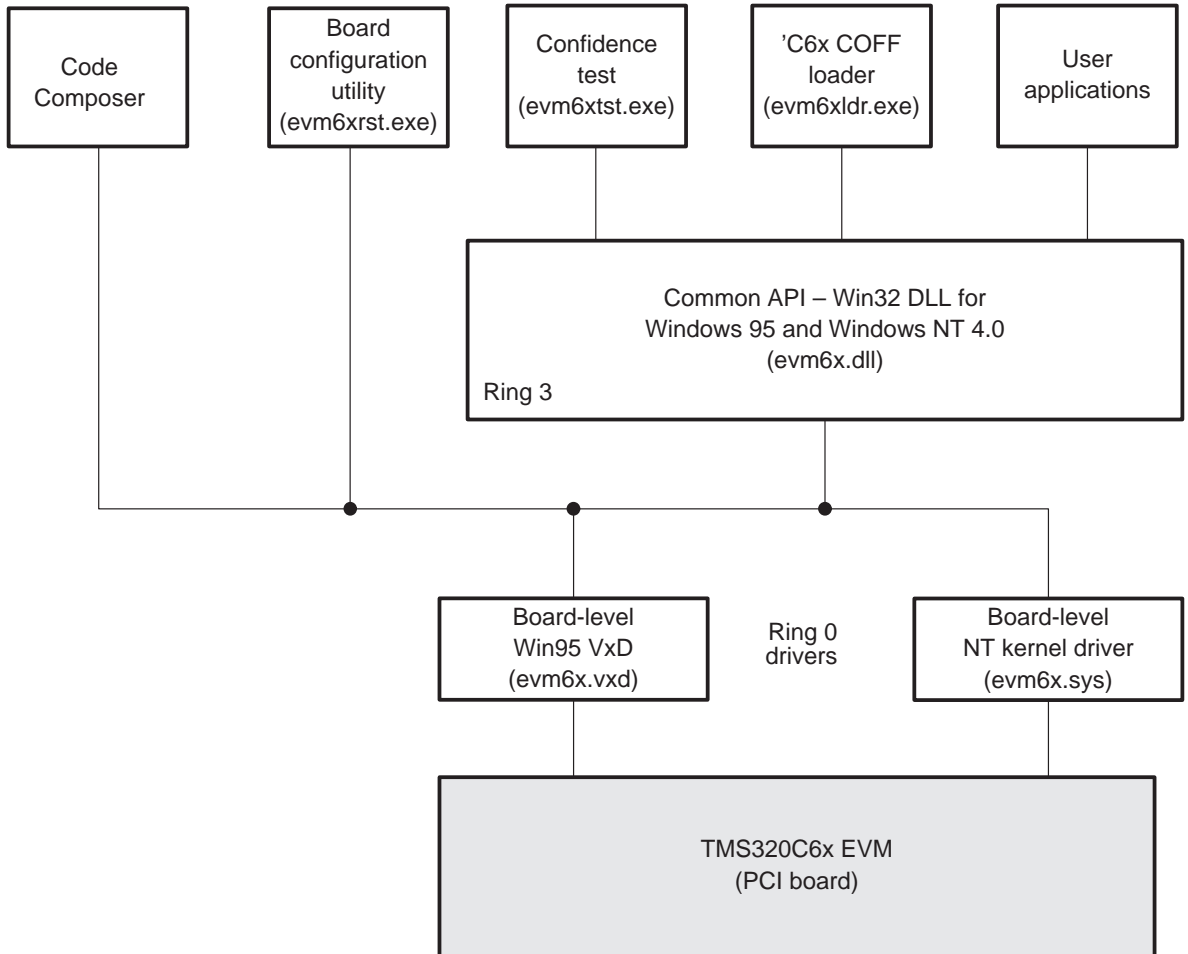 Code
Composer
Board
configuration
utility
(evm6xrst.exe)
Confidence
test
(evm6xtst.exe)
’C6x COFF
loader
(evm6xldr.exe)
User
applications
Common API – Win32 DLL for
Windows 95 and Windows NT 4.0
(evm6x.dll)
Ring 3
Board-level
Win95 VxD
(evm6x.vxd)
Ring 0
drivers
Board-level
NT kernel driver
(evm6x.sys)
TMS320C6x EVM
(PCI board)